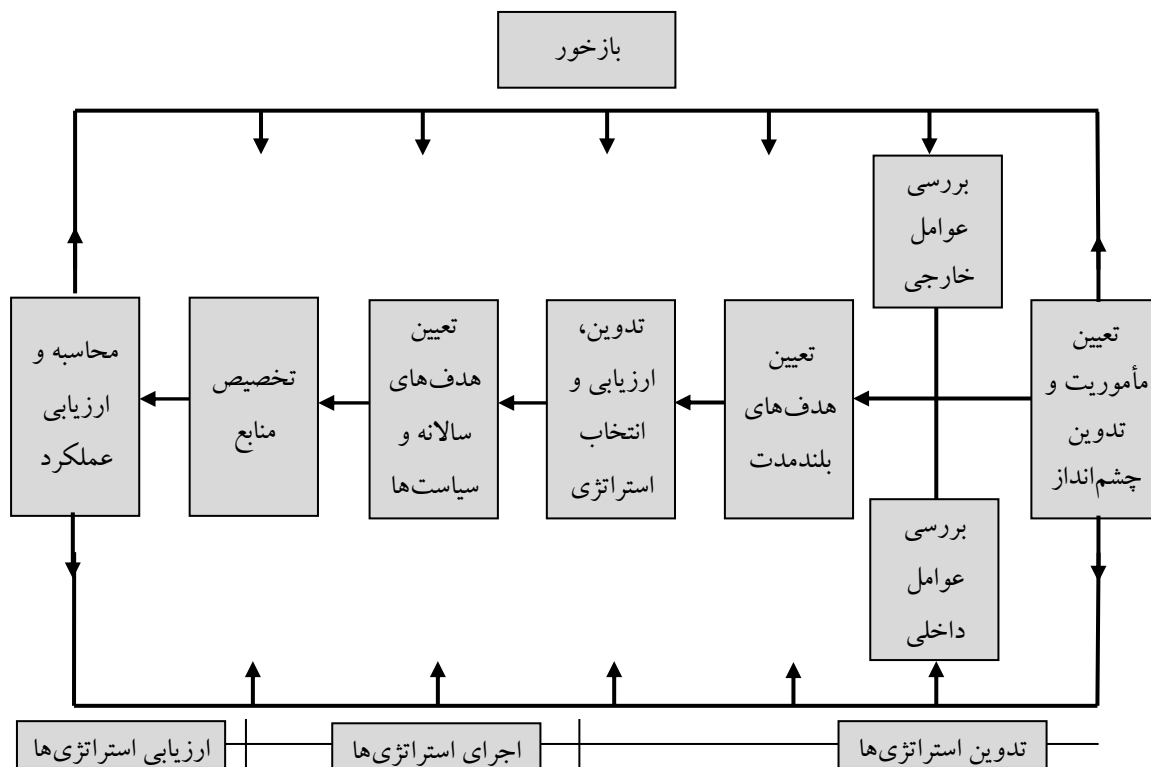 بازخور
بررسی
عوامل
خارجی
تعیین
مأموریت و
تدوین
چشم‌انداز
بررسی
عوامل
داخلی
تعیین
هدف‌های
بلندمدت
تدوین،
ارزیابی و
انتخاب
استراتژی
تعیین
هدف‌های
سالانه و
سیاست‌ها
تخصیص
منابع
محاسبه و
ارزیابی
عملکرد
تدوین استراتژی‌ها
اجرای استراتژی‌ها
ارزیابی استراتژی‌ها